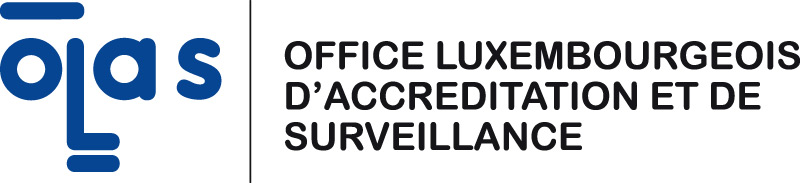 olas
OFFICE LUXEMBOURGEOIS
D’ACCREDITATION ET DE
SURVEILLANCE